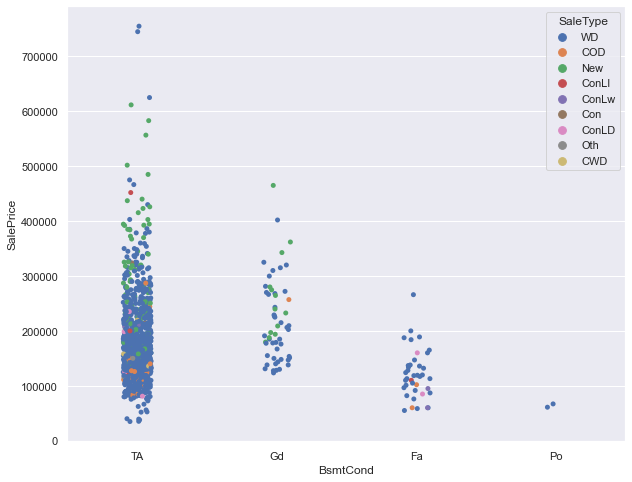 SaleType
WD
COD
New
ConLI
ConLw
Con
ConLD
Oth
CWD
700000
600000
500000
400000
300000
200000
100000
0
SalePrice
TA Gd Fa Po
BsmtCond